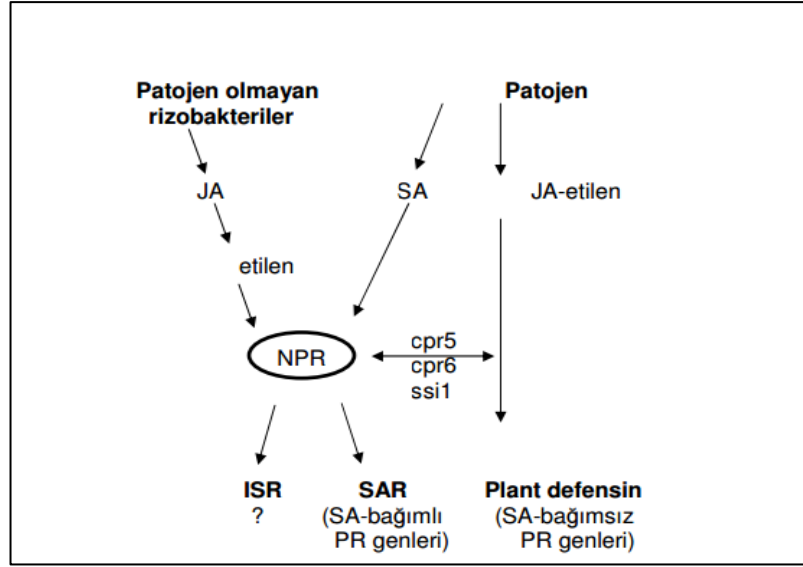 Patojen olmayan
rizobakteriler
Patojen
JA
SA
JA-etilen
etilen
NPR
cpr5
cpr6
ssi1
ISR
?
SAR
(SA-bağımlı
PR genleri)
Plant defensin
(SA-bağımsız
PR genleri)